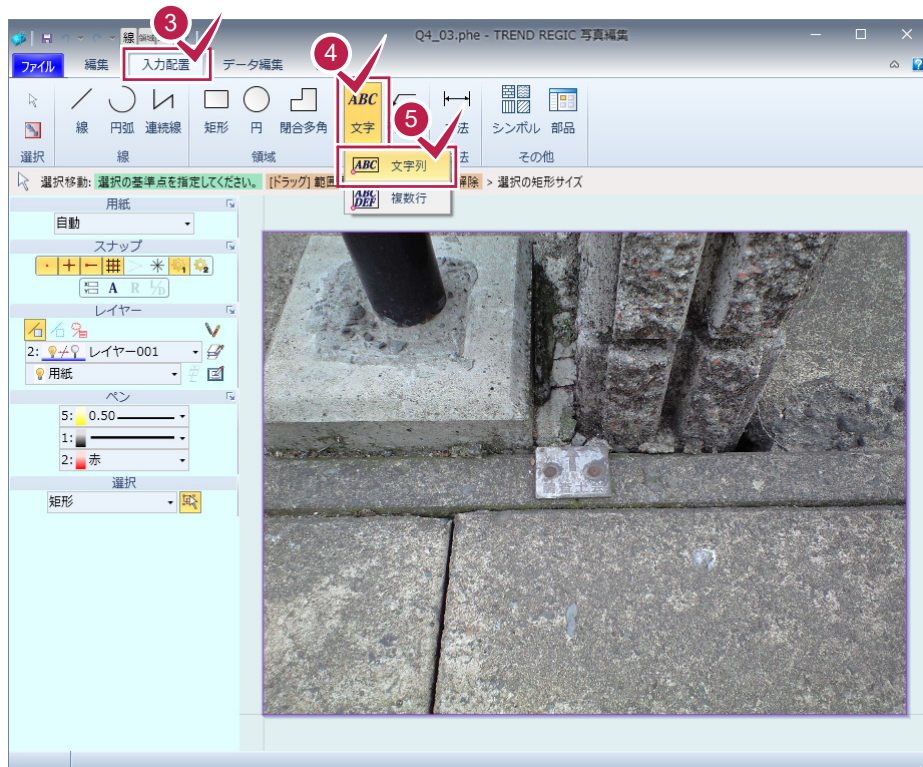 3
線
Q4_03.phe - TREND REGIC 写真編集
4
ファイル
編集
入力配置
データ編集
5
ABC
選択
線
円弧
連続線
矩形
円
閉合多角
文字
法
シンボル
部品
線
領域
法
その他
ABC 文字列
ABC DEF 複数行
選択移動: 選択の基準点を指定してください。 [ドラッグ] 範囲
解除 > 選択の矩形サイズ
用紙
自動
スナップ
A R
レイヤー
2: レイヤー001
用紙
ペン
5: 0.50
1:
2: 赤
選択
矩形